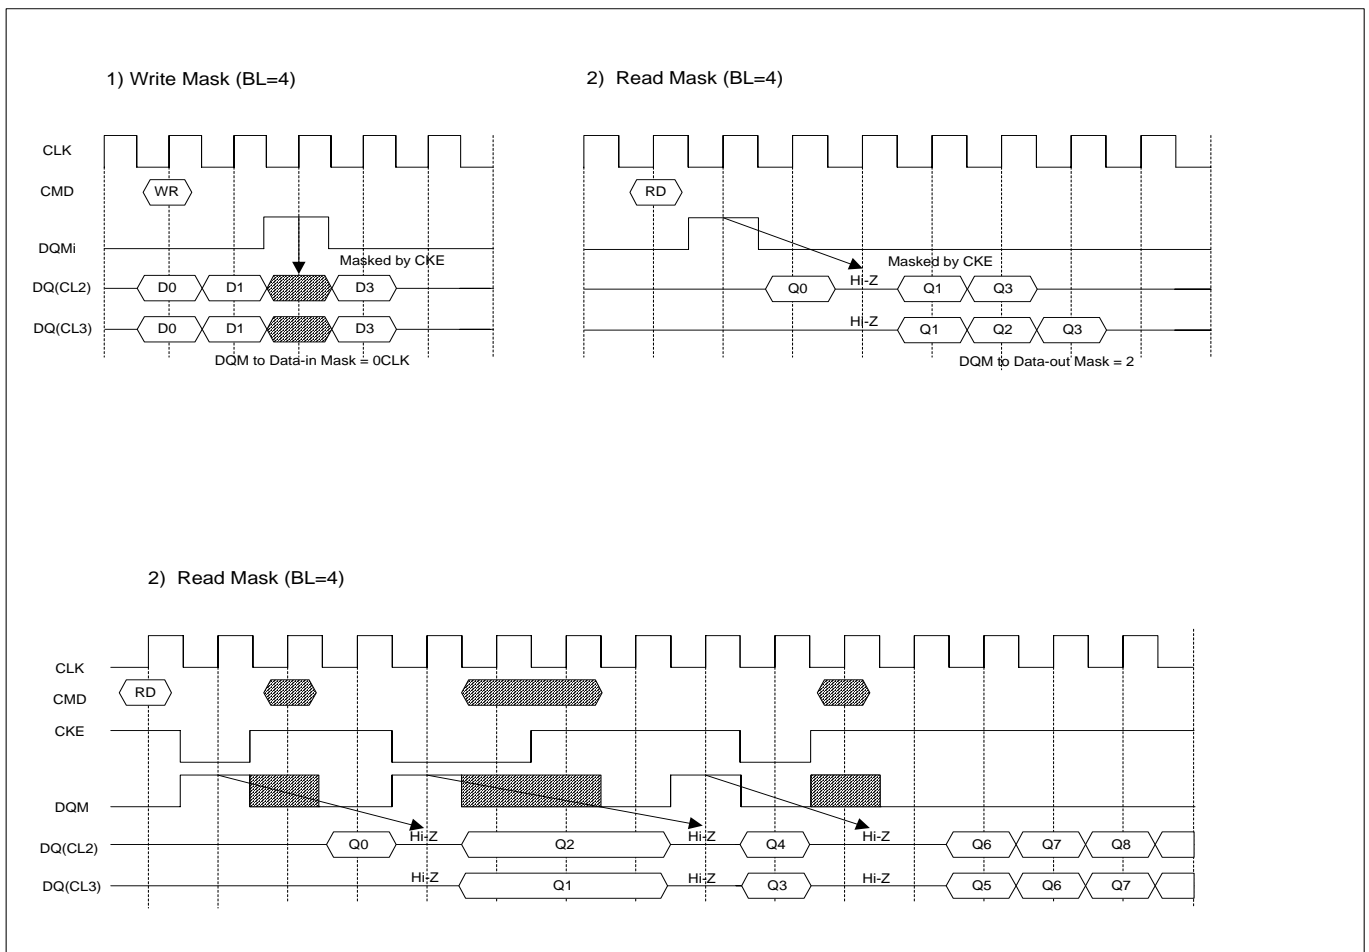 1) Write Mask (BL=4)
CLK
CMD WR
DQMi
Masked by CKE
DQ(CL2) D0 D1 D3
DQ(CL3) D0 D1 D3
DQM to Data-in Mask = 0CLK
2) Read Mask (BL=4)
RD
Masked by CKE
Q0 Hi-Z Q1 Q3
Hi-Z Q1 Q2 Q3
DQM to Data-out Mask = 2
2) Read Mask (BL=4)
CLK
CMD RD
CKE
DQM
DQ(CL2) Q0 Hi-Z Q2 Hi-Z Q4 Hi-Z Q6 Q7 Q8
DQ(CL3) Hi-Z Q1 Hi-Z Q3 Hi-Z Q5 Q6 Q7